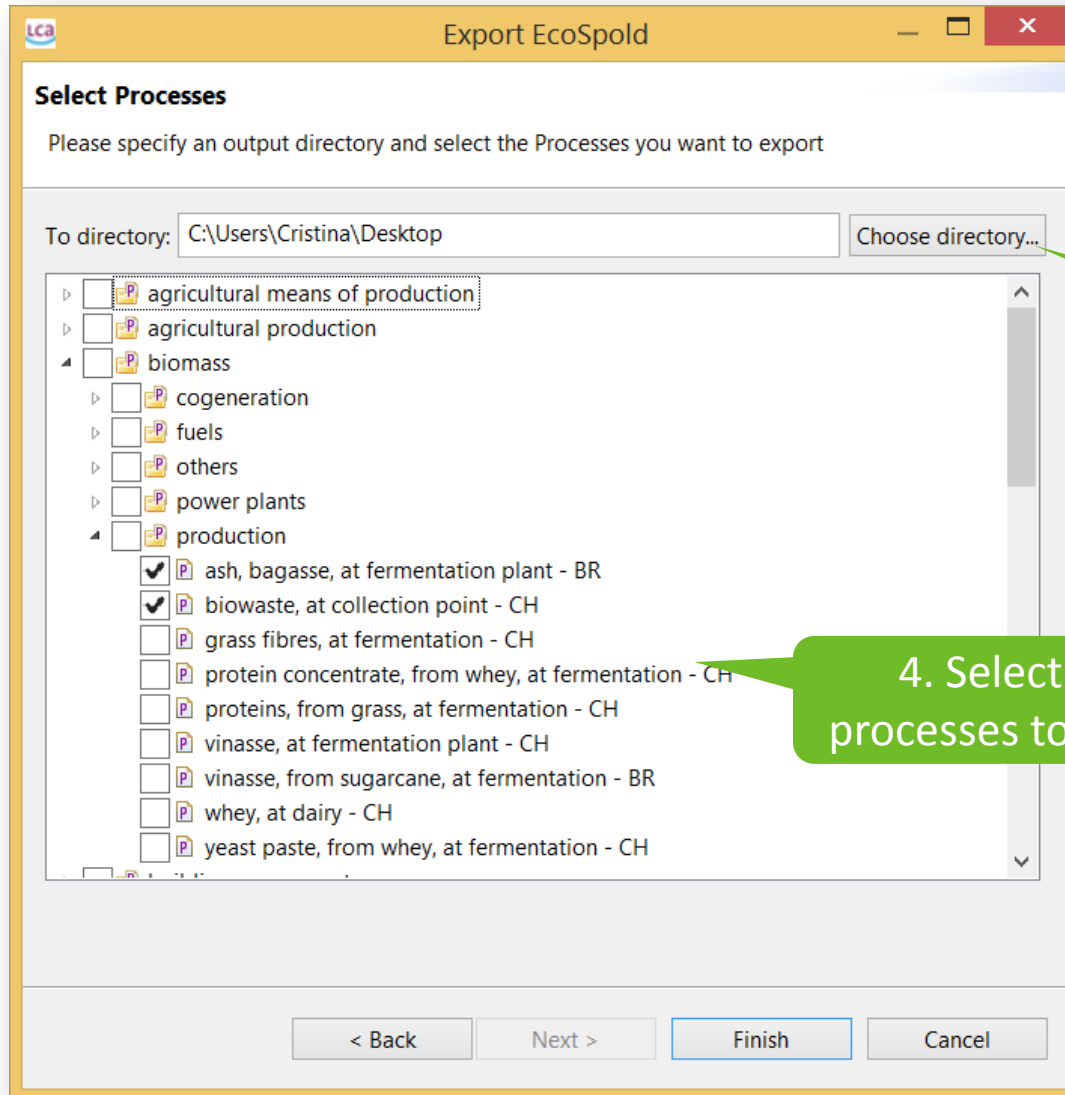 LCA
Export EcoSpold
Select Processes
Please specify an output directory and select the Processes you want to export
To directory: C:\Users\Cristina\Desktop Choose directory...
agricultural means of production
agricultural production
biomass
cogeneration
fuels
others
power plants
production
ash, bagasse, at fermentation plant - BR
biowaste, at collection point - CH
grass fibres, at fermentation - CH
protein concentrate, from whey, at fermentation - CH
proteins, from grass, at fermentation - CH
vinasse, at fermentation plant - CH
vinasse, from sugarcane, at fermentation - BR
whey, at dairy - CH
yeast paste, from whey, at fermentation - CH
4. Select
processes to
< Back Next > Finish Cancel